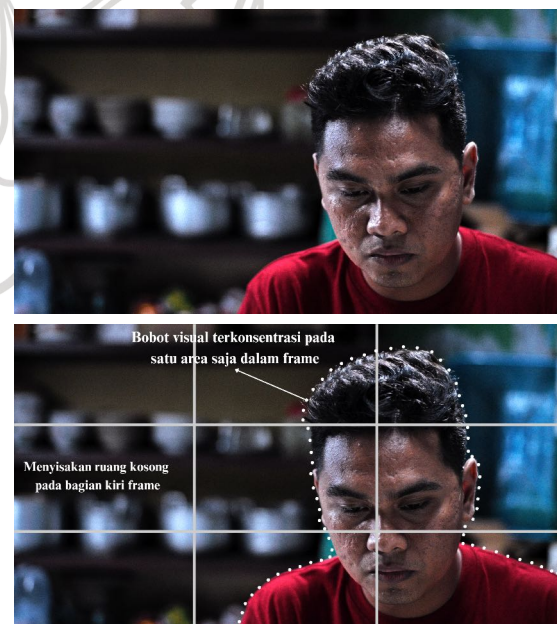 Bobot visual terkonsentrasi pada
satu area saja dalam frame
Menyisakan ruang kosong
pada bagian kiri frame